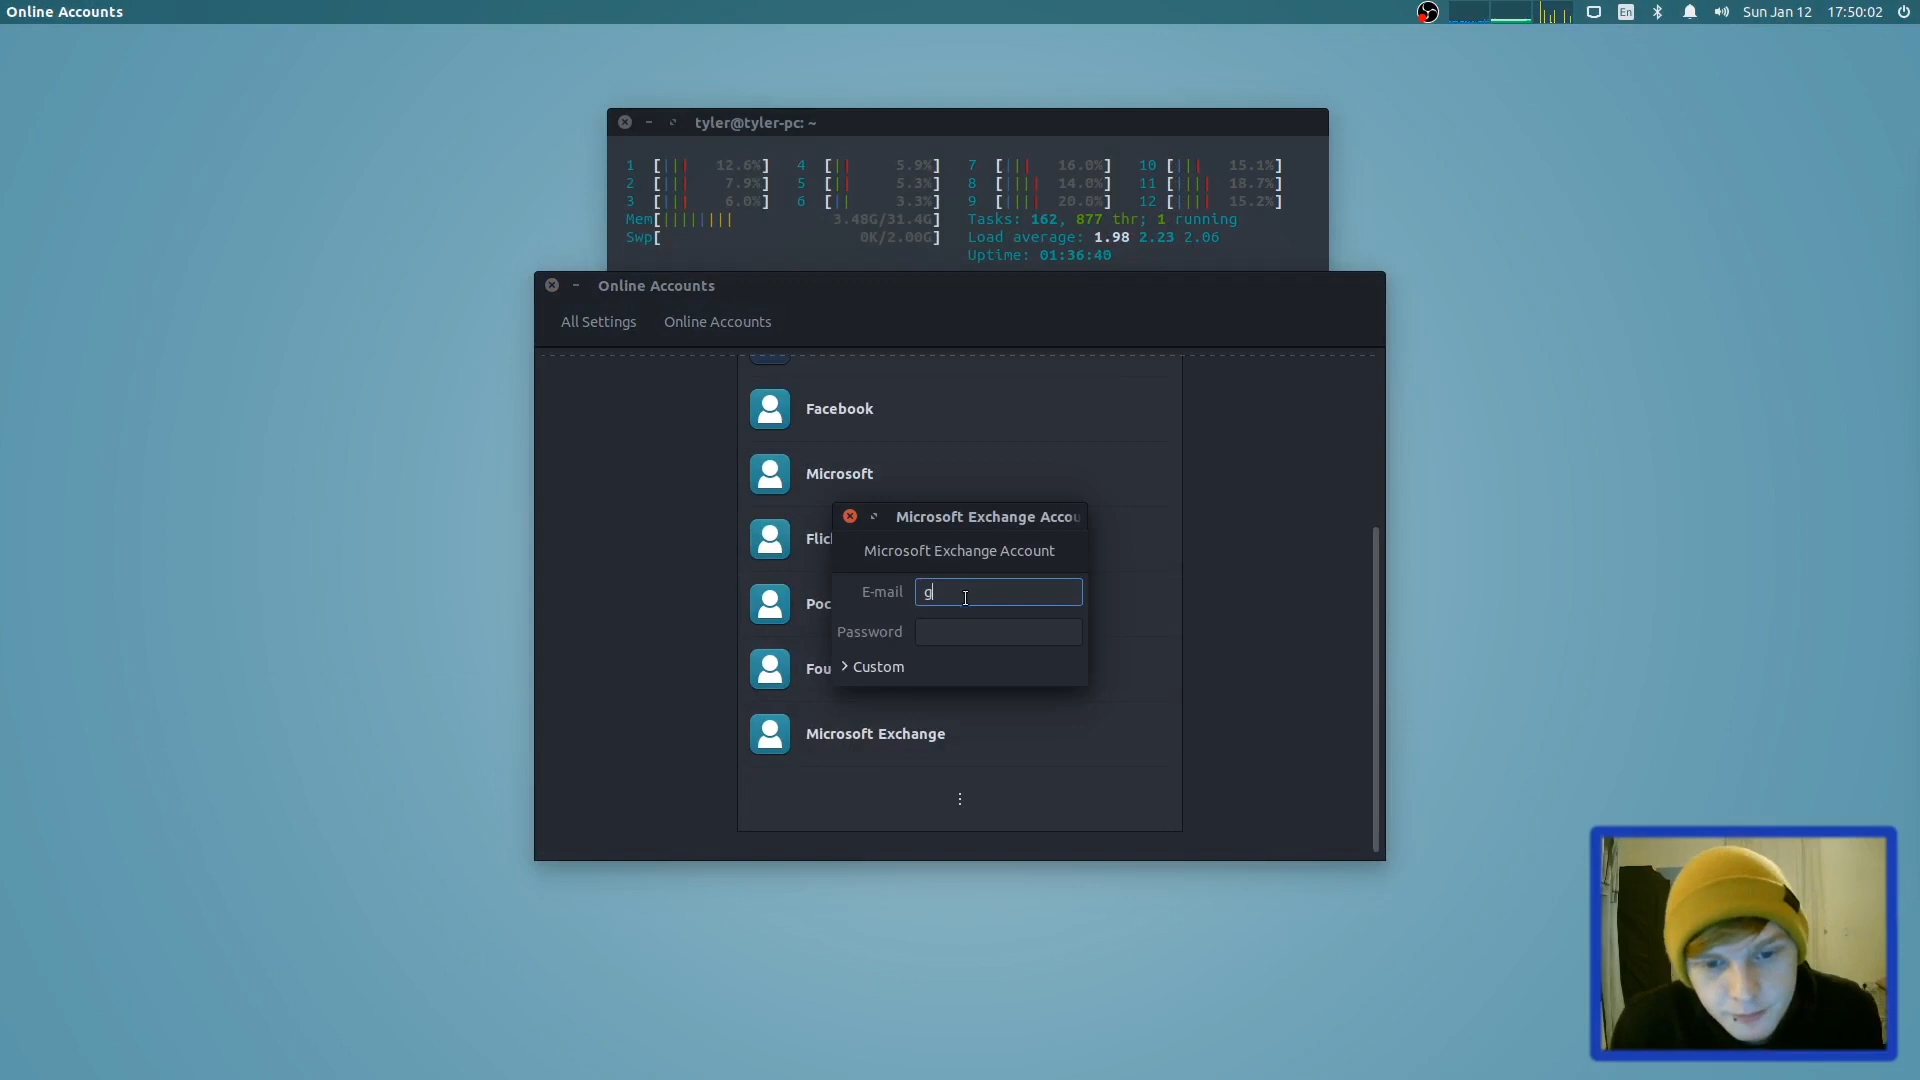 Online Accounts
En
Sun Jan 12 17:50:02
tyler@tyler-pc: ~
1 [||| 12.6%] 4 [|| 5.9%] 7 [||| 16.0%] 10 [||| 15.1%]
2 [||| 7.9%] 5 [|| 5.3%] 8 [|||| 14.0%] 11 [|||| 18.7%]
3 [||| 6.0%] 6 [|| 3.3%] 9 [|||| 20.0%] 12 [|||| 15.2%]
Mem[||||||||| 3.48G/31.4G] Tasks: 162, 877 thr; 1 running
Swp[ 0K/2.00G] Load average: 1.98 2.23 2.06
Uptime: 01:36:40
Online Accounts
All Settings Online Accounts
Facebook
Microsoft
Microsoft Exchange Accou
Flic
Microsoft Exchange Account
E-mail g
Poc
Password
Fou
> Custom
Microsoft Exchange